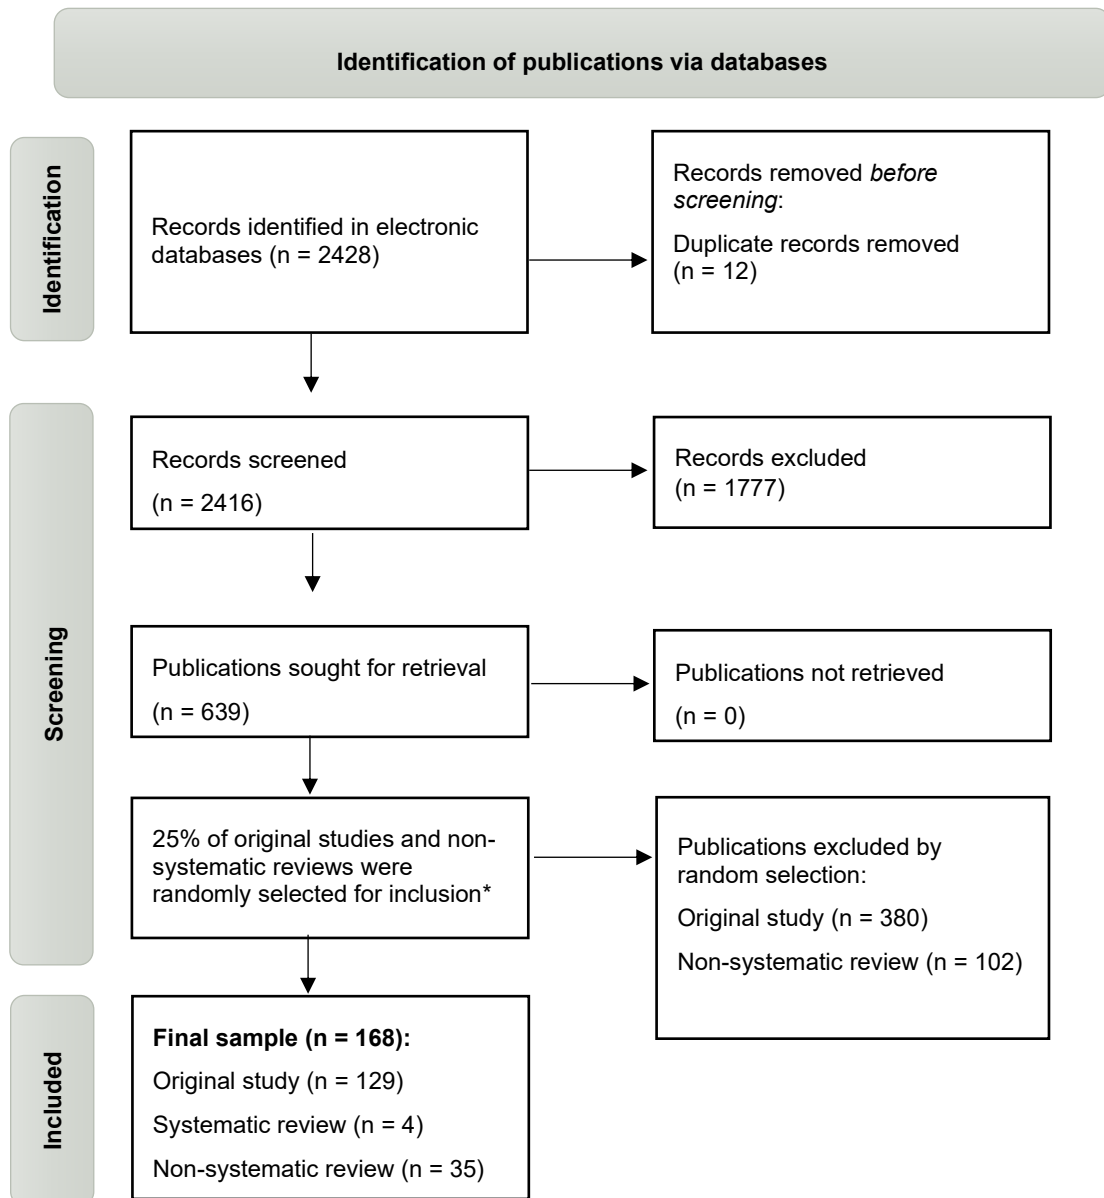 Identification of publications via databases
Identification
Records identified in electronic
databases (n = 2428)
Records removed before
screening:
Duplicate records removed
(n = 12)
Screening
Records screened
(n = 2416)
Records excluded
(n = 1777)
Publications sought for retrieval
(n = 639)
Publications not retrieved
(n = 0)
25% of original studies and non-
systematic reviews were
randomly selected for inclusion*
Publications excluded by
random selection:
Original study (n = 380)
Non-systematic review (n = 102)
Included
Final sample (n = 168):
Original study (n = 129)
Systematic review (n = 4)
Non-systematic review (n = 35)